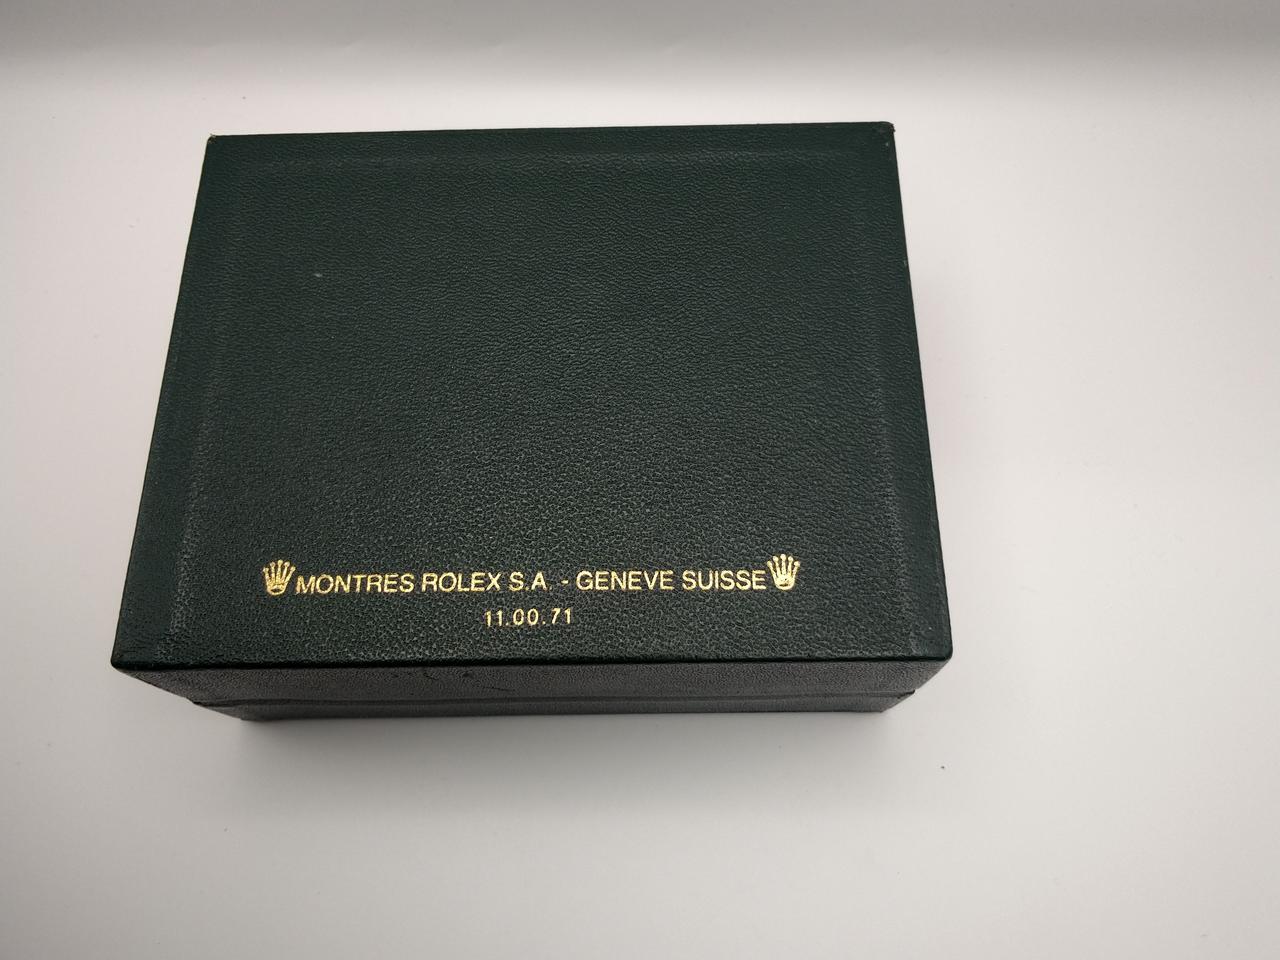 MONTRES ROLEX S.A. - GENEVE SUISSE
11.00.71